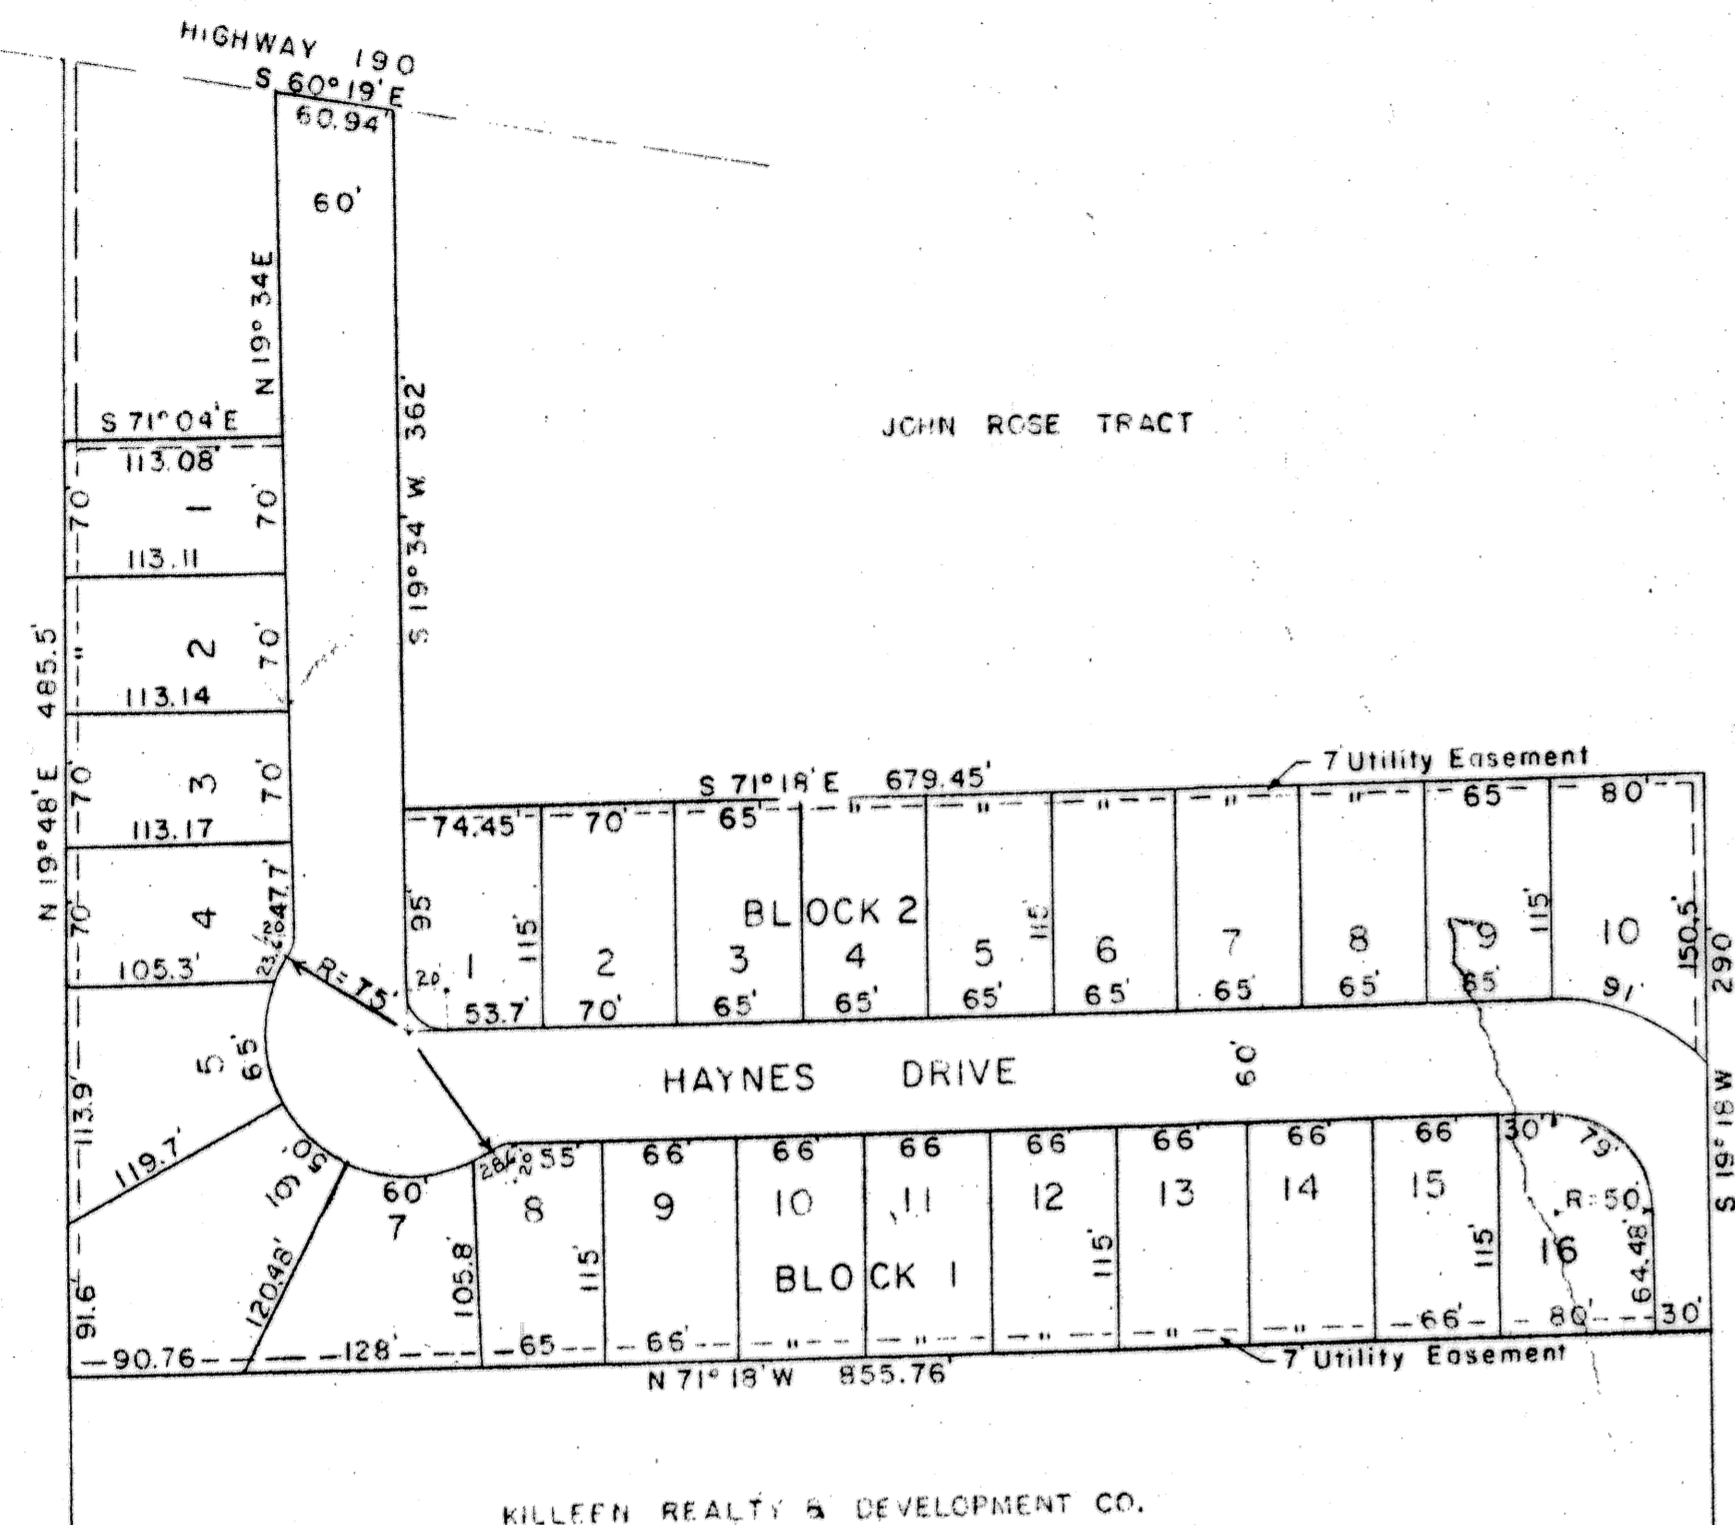 HIGHWAY 190
S 60° 19' E
60.94'
60'
N 19° 34E
S 19° 34' W 362'
JOHN ROSE TRACT
S 71° 04' E
113.08'
70'
1
70'
113.11
"
2
70'
113.14
70'
3
70'
113.17
70'
4
47.7'
105.3'
N 19° 48' E 485.5'
R=75'
S 71° 18' E 679.45'
7' Utility Easement
74.45' 70' 65' " " " " " 65 80'
95'
BLOCK 2
115' 115' 115' 150.5'
20'
1 2 3 4 5 6 7 8 9 10
53.7' 70' 65' 65' 65' 65' 65' 65' 65' 91'
HAYNES DRIVE 60'
290'
S 19° 18 W
5
65'
113.9'
119.7'
50'
6
60'
7
120.48'
91.6'
105.8'
28.6'
20'
55' 66' 66' 66' 66' 66' 66' 66' 30' 79'
8 9 10 11 12 13 14 15 16
R=50'
64.48'
BLOCK 1
115' 115' 115'
90.76 128' 65 66' " " " " " 66' 80' 30'
7' Utility Easement
N 71° 18' W 855.76'
KILLEEN REALTY & DEVELOPMENT CO.